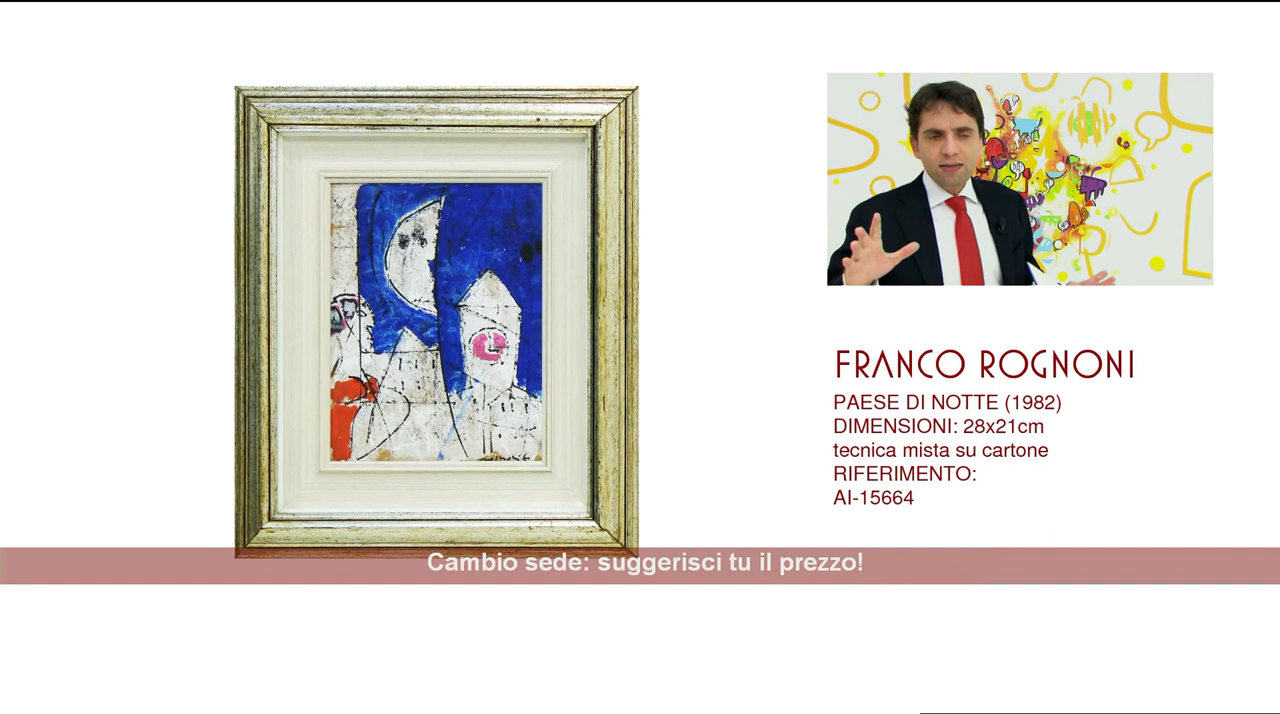 FRANCO ROGNONI
PAESE DI NOTTE (1982)
DIMENSIONI: 28x21cm
tecnica mista su cartone
RIFERIMENTO:
AI-15664
Cambio sede: suggerisci tu il prezzo!